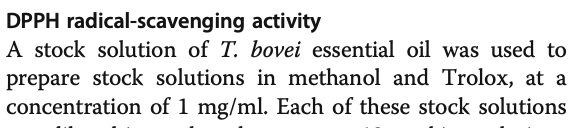 DPPH radical-scavenging activity
A stock solution of T. bovei essential oil was used to
prepare stock solutions in methanol and Trolox, at a
concentration of 1 mg/ml. Each of these stock solutions